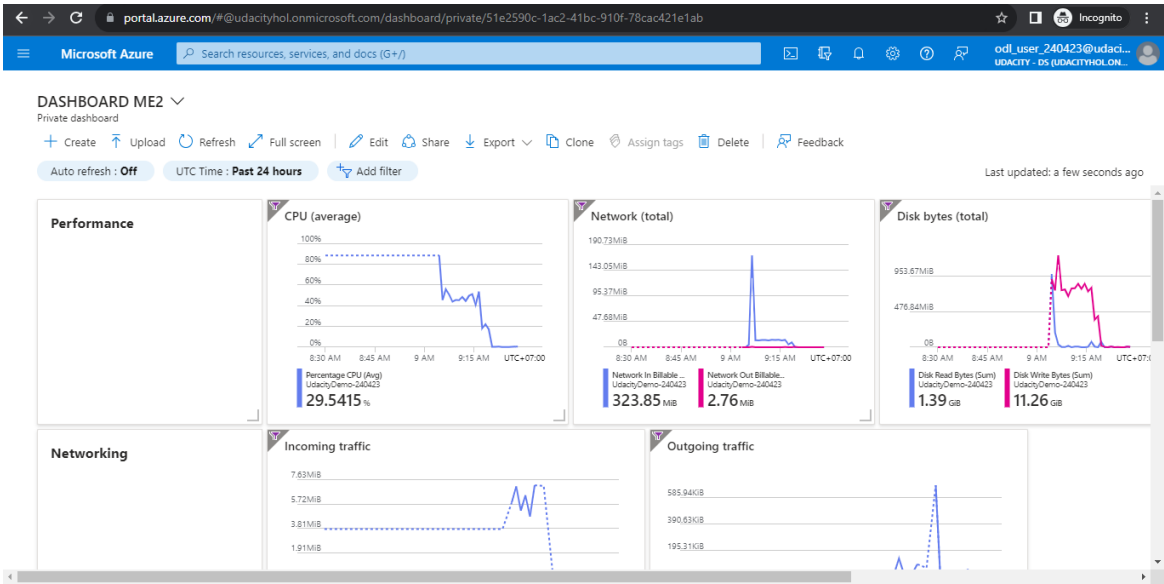 portal.azure.com/#@udacityhol.onmicrosoft.com/dashboard/private/51e2590c-1ac2-41bc-910f-78cac421e1ab
Incognito
Microsoft Azure
Search resources, services, and docs (G+/)
odl_user_240423@udaci...
UDACITY - DS (UDACITYHOL.ON...
DASHBOARD ME2
Private dashboard
Create Upload Refresh Full screen Edit Share Export Clone Assign tags Delete Feedback
Auto refresh : Off UTC Time : Past 24 hours Add filter
Last updated: a few seconds ago
Performance
CPU (average)
100%
80%
60%
40%
20%
0%
8:30 AM 8:45 AM 9 AM 9:15 AM UTC+07:00
Percentage CPU (Avg)
UdacityDemo-240423
29.5415 %
Network (total)
190.73MiB
143.05MiB
95.37MiB
47.68MiB
0B
8:30 AM 8:45 AM 9 AM 9:15 AM UTC+07:00
Network In Billable ...
UdacityDemo-240423
323.85 MiB
Network Out Billable...
UdacityDemo-240423
2.76 MiB
Disk bytes (total)
953.67MiB
476.84MiB
0B
8:30 AM 8:45 AM 9 AM 9:15 AM UTC+07:
Disk Read Bytes (Sum)
UdacityDemo-240423
1.39 GiB
Disk Write Bytes (Sum)
UdacityDemo-240423
11.26 GiB
Networking
Incoming traffic
7.63MiB
5.72MiB
3.81MiB
1.91MiB
Outgoing traffic
585.94KiB
390.63KiB
195.31KiB